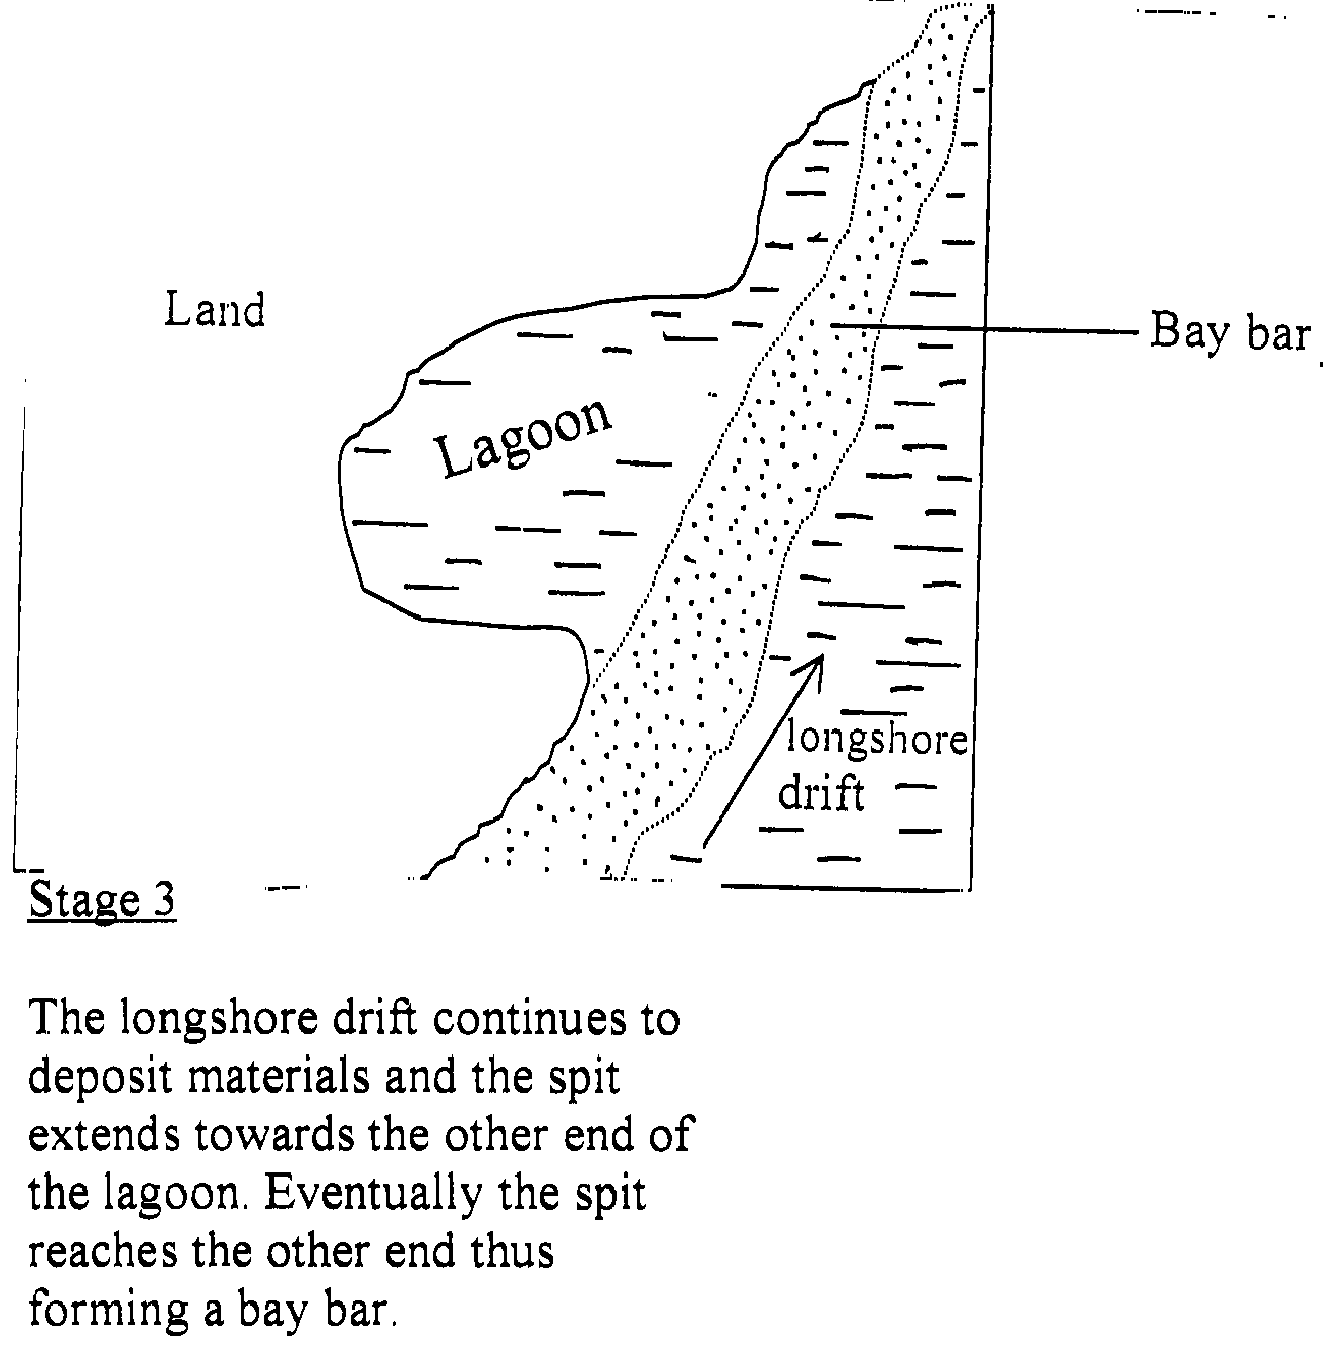 Land
Bay bar
Lagoon
longshore
drift
Stage 3
The longshore drift continues to
deposit materials and the spit
extends towards the other end of
the lagoon. Eventually the spit
reaches the other end thus
forming a bay bar.